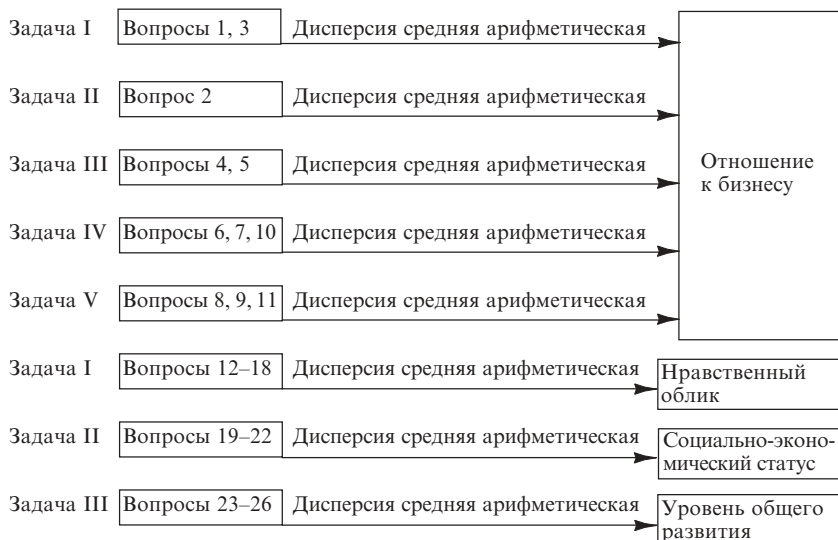 Задача I Вопросы 1, 3 Дисперсия средняя арифметическая
Задача II Вопрос 2 Дисперсия средняя арифметическая
Задача III Вопросы 4, 5 Дисперсия средняя арифметическая
Задача IV Вопросы 6, 7, 10 Дисперсия средняя арифметическая
Задача V Вопросы 8, 9, 11 Дисперсия средняя арифметическая
Отношение
к бизнесу
Задача I Вопросы 12–18 Дисперсия средняя арифметическая
Нравственный
облик
Задача II Вопросы 19–22 Дисперсия средняя арифметическая
Социально-эконо-
мический статус
Задача III Вопросы 23–26 Дисперсия средняя арифметическая
Уровень общего
развития